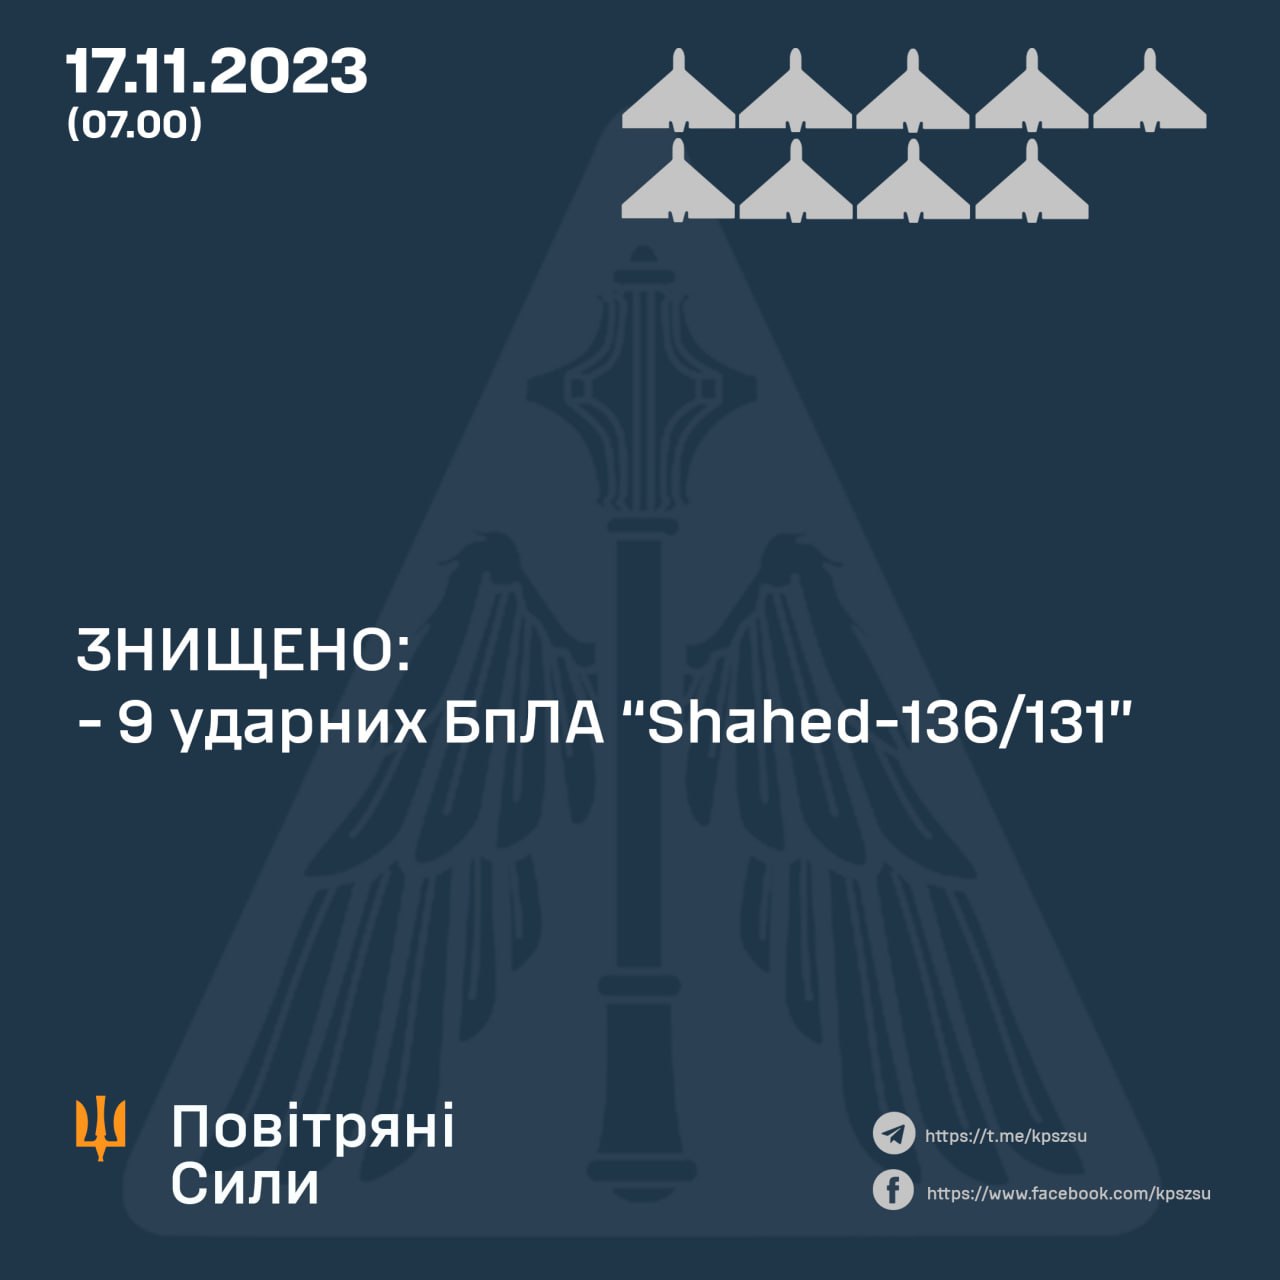 17.11.2023
(07.00)
ЗНИЩЕНО:
- 9 ударних БпЛА “Shahed-136/131”
Повітряні
Сили
https://t.me/kpszsu
https://www.facebook.com/kpszsu